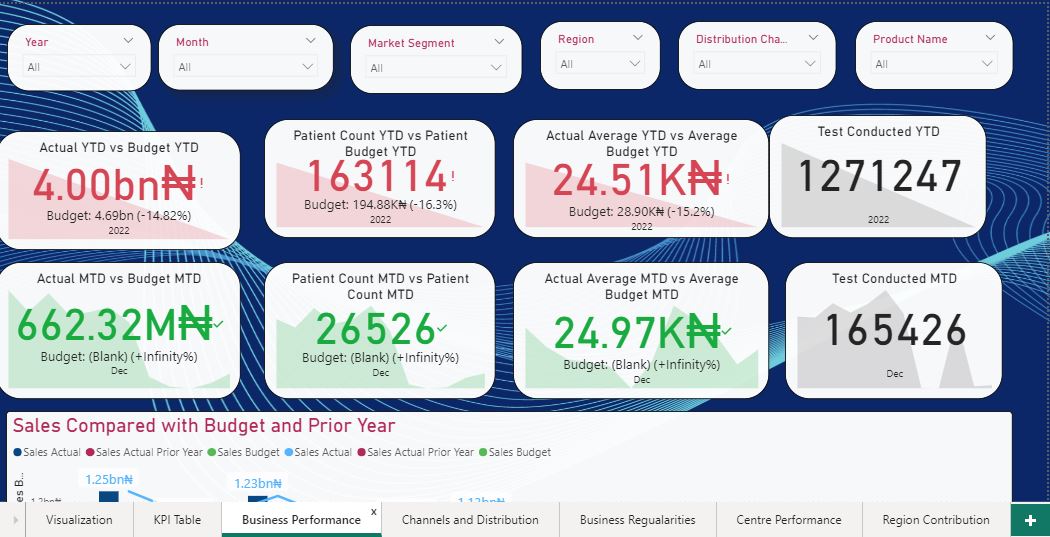 Year
Month
Market Segment
Region
Distribution Cha...
Product Name
All
All
All
All
All
All
Actual YTD vs Budget YTD
4.00bn₦!
Budget: 4.69bn (-14.82%)
2022
Patient Count YTD vs Patient
Budget YTD
163114!
Budget: 194.88K₦ (-16.3%)
2022
Actual Average YTD vs Average
Budget YTD
24.51K₦!
Budget: 28.90K₦ (-15.2%)
2022
Test Conducted YTD
1271247
2022
Actual MTD vs Budget MTD
662.32M₦
Budget: (Blank) (+Infinity%)
Dec
Patient Count MTD vs Patient
Count MTD
26526
Budget: (Blank) (+Infinity%)
Dec
Actual Average MTD vs Average
Budget MTD
24.97K₦
Budget: (Blank) (+Infinity%)
Dec
Test Conducted MTD
165426
Dec
Sales Compared with Budget and Prior Year
Sales Actual Sales Actual Prior Year Sales Budget Sales Actual Sales Actual Prior Year Sales Budget
1.25bn₦
1.23bn₦
Visualization
KPI Table
Business Performance
x
Channels and Distribution
Business Regualarities
Centre Performance
Region Contribution
+